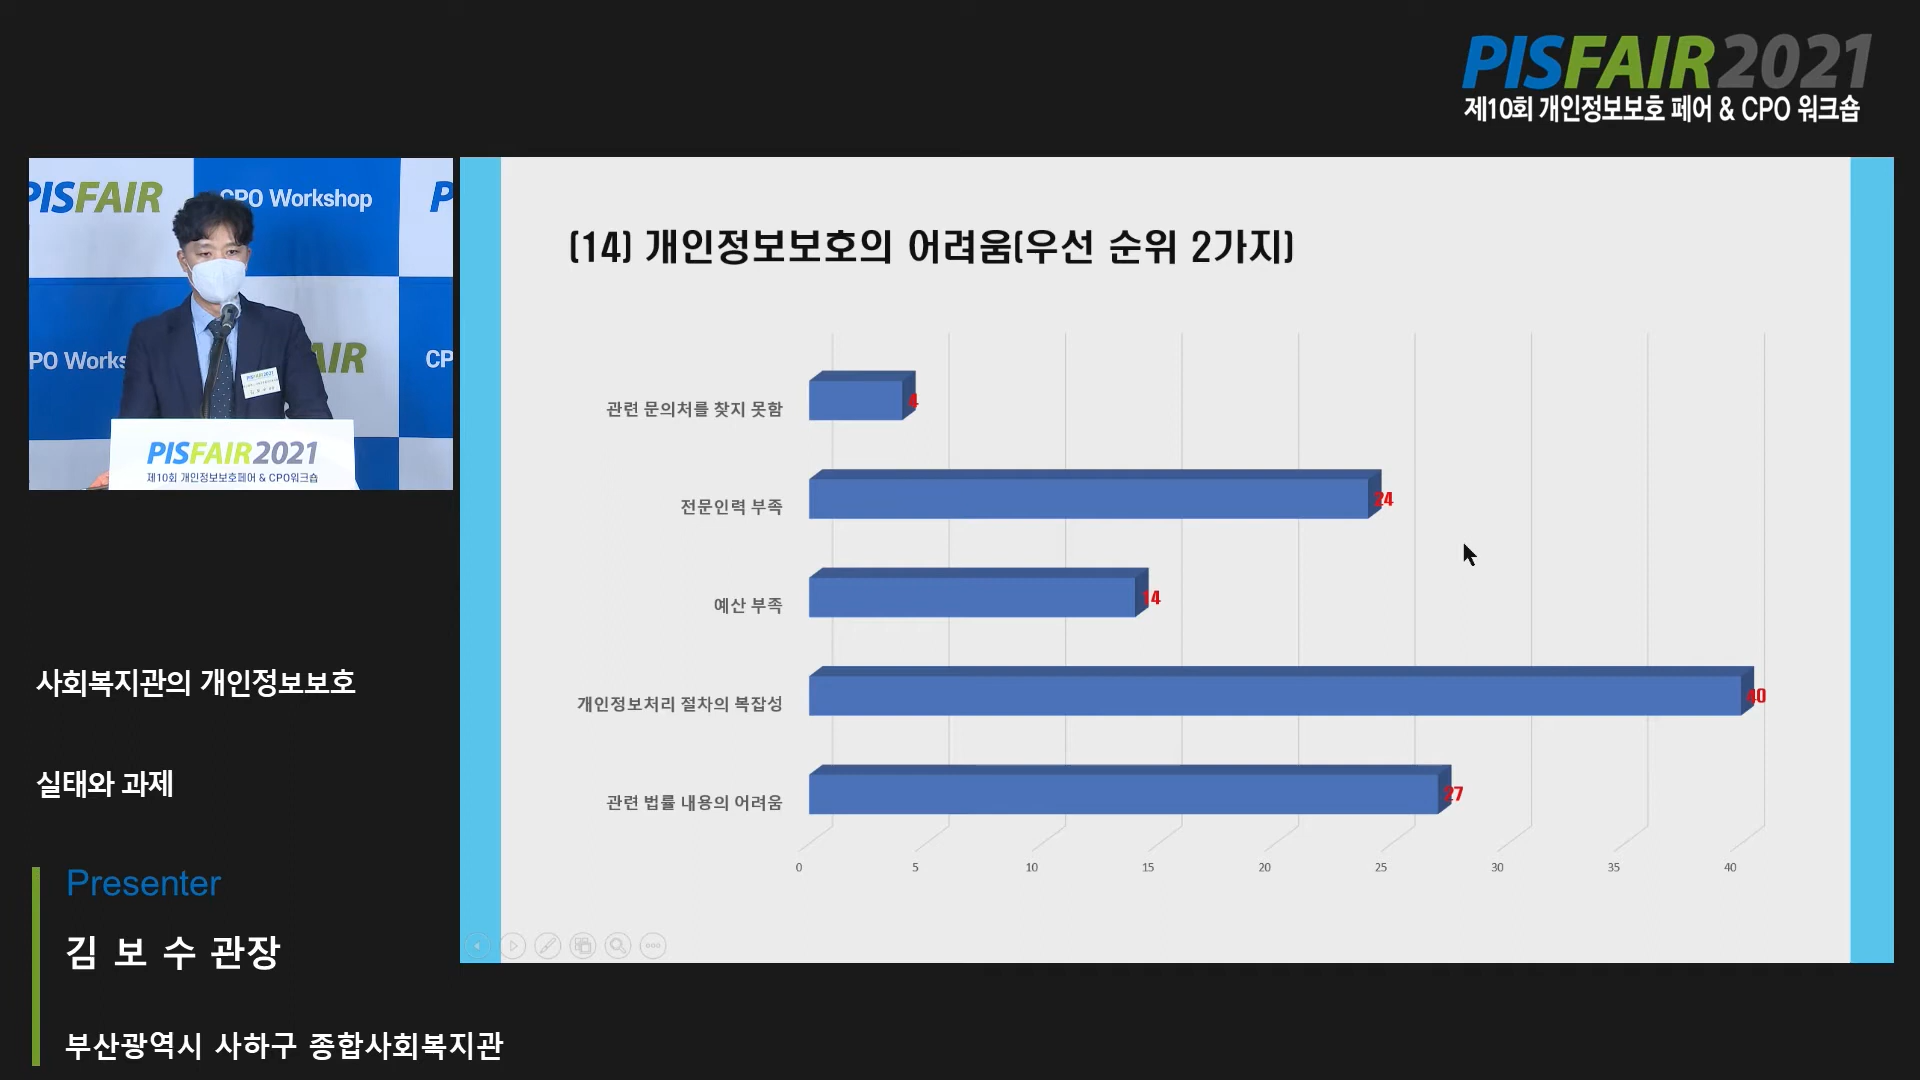 PISFAIR 2021
제10회 개인정보보호 페어 & CPO 워크숍
PISFAIR
CPO Workshop
P
PO Works
AIR
CP
PISFAIR 2021
제10회 개인정보보호페어 & CPO워크숍
(14) 개인정보보호의 어려움(우선 순위 2가지)
관련 문의처를 찾지 못함
4
전문인력 부족
24
예산 부족
14
개인정보처리 절차의 복잡성
40
관련 법률 내용의 어려움
27
0 5 10 15 20 25 30 35 40
사회복지관의 개인정보보호
실태와 과제
Presenter
김 보 수 관장
부산광역시 사하구 종합사회복지관